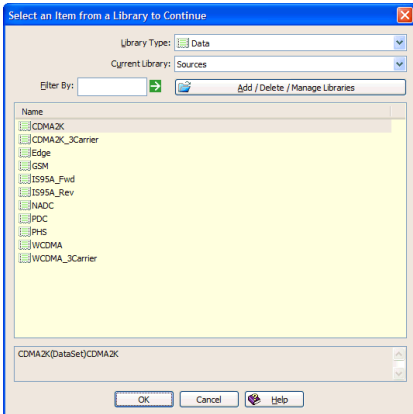 Select an Item from a Library to Continue
Library Type: Data
Current Library: Sources
Filter By: Add / Delete / Manage Libraries
Name
CDMA2K
CDMA2K_3Carrier
Edge
GSM
IS95A_Fwd
IS95A_Rev
NADC
PDC
PHS
WCDMA
WCDMA_3Carrier
CDMA2K(DataSet)CDMA2K
OK Cancel Help